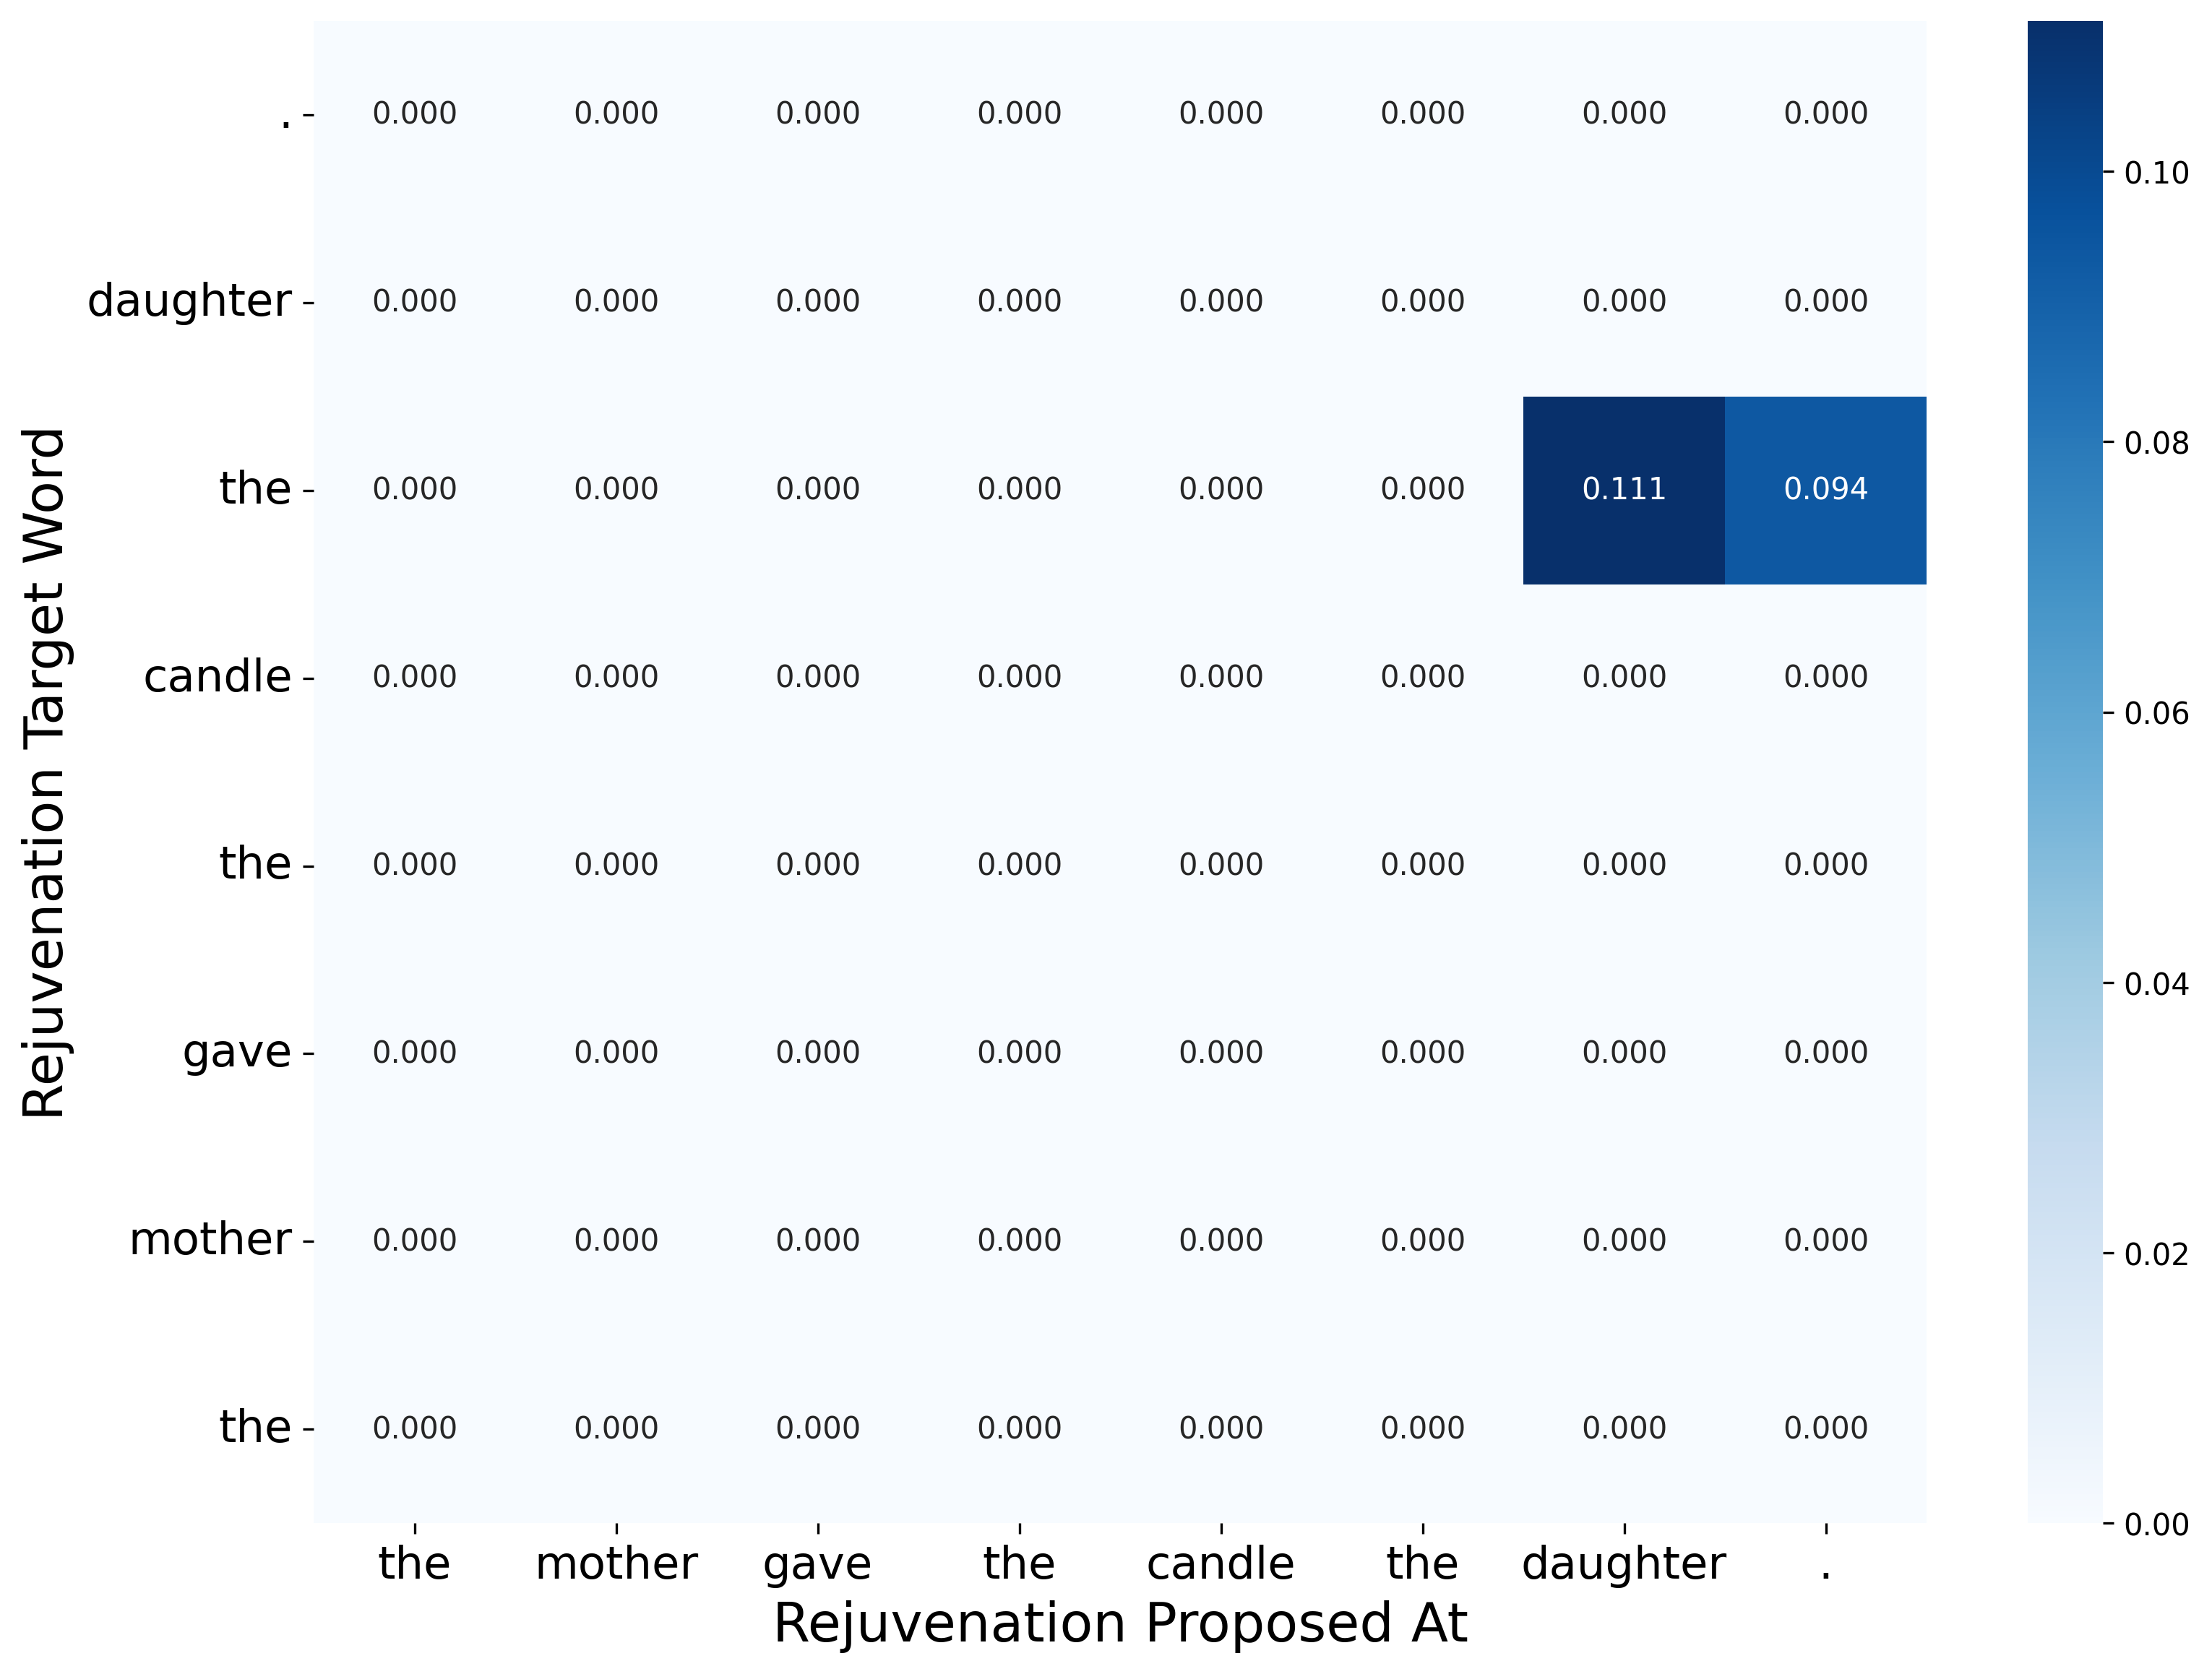 . 0.000 0.000 0.000 0.000 0.000 0.000 0.000 0.000
daughter 0.000 0.000 0.000 0.000 0.000 0.000 0.000 0.000
the 0.000 0.000 0.000 0.000 0.000 0.000 0.111 0.094
candle 0.000 0.000 0.000 0.000 0.000 0.000 0.000 0.000
the 0.000 0.000 0.000 0.000 0.000 0.000 0.000 0.000
gave 0.000 0.000 0.000 0.000 0.000 0.000 0.000 0.000
mother 0.000 0.000 0.000 0.000 0.000 0.000 0.000 0.000
the 0.000 0.000 0.000 0.000 0.000 0.000 0.000 0.000
the mother gave the candle the daughter .
Rejuvenation Proposed At
Rejuvenation Target Word
0.10
0.08
0.06
0.04
0.02
0.00